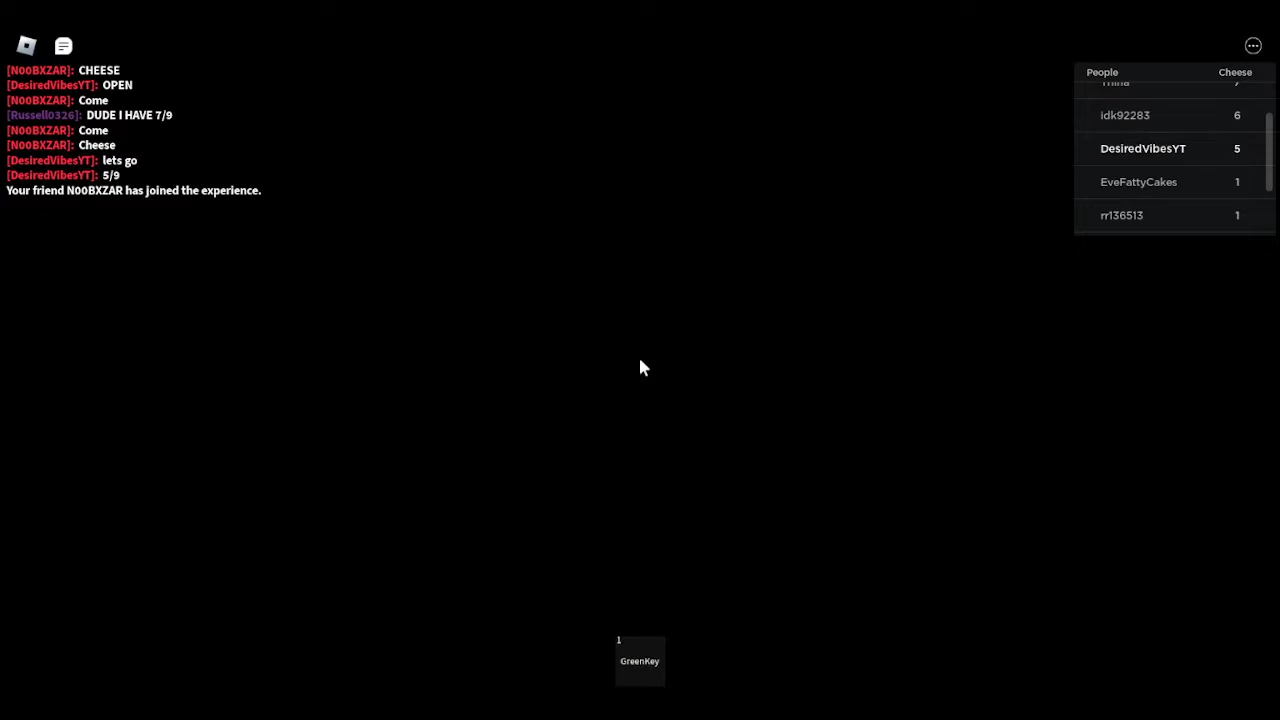 [N00BXZAR]: CHEESE
[DesiredVibesYT]: OPEN
[N00BXZAR]: Come
[Russell0326]: DUDE I HAVE 7/9
[N00BXZAR]: Come
[N00BXZAR]: Cheese
[DesiredVibesYT]: lets go
[DesiredVibesYT]: 5/9
Your friend N00BXZAR has joined the experience.
People Cheese
idk92283 6
DesiredVibesYT 5
EveFattyCakes 1
rr136513 1
1
GreenKey